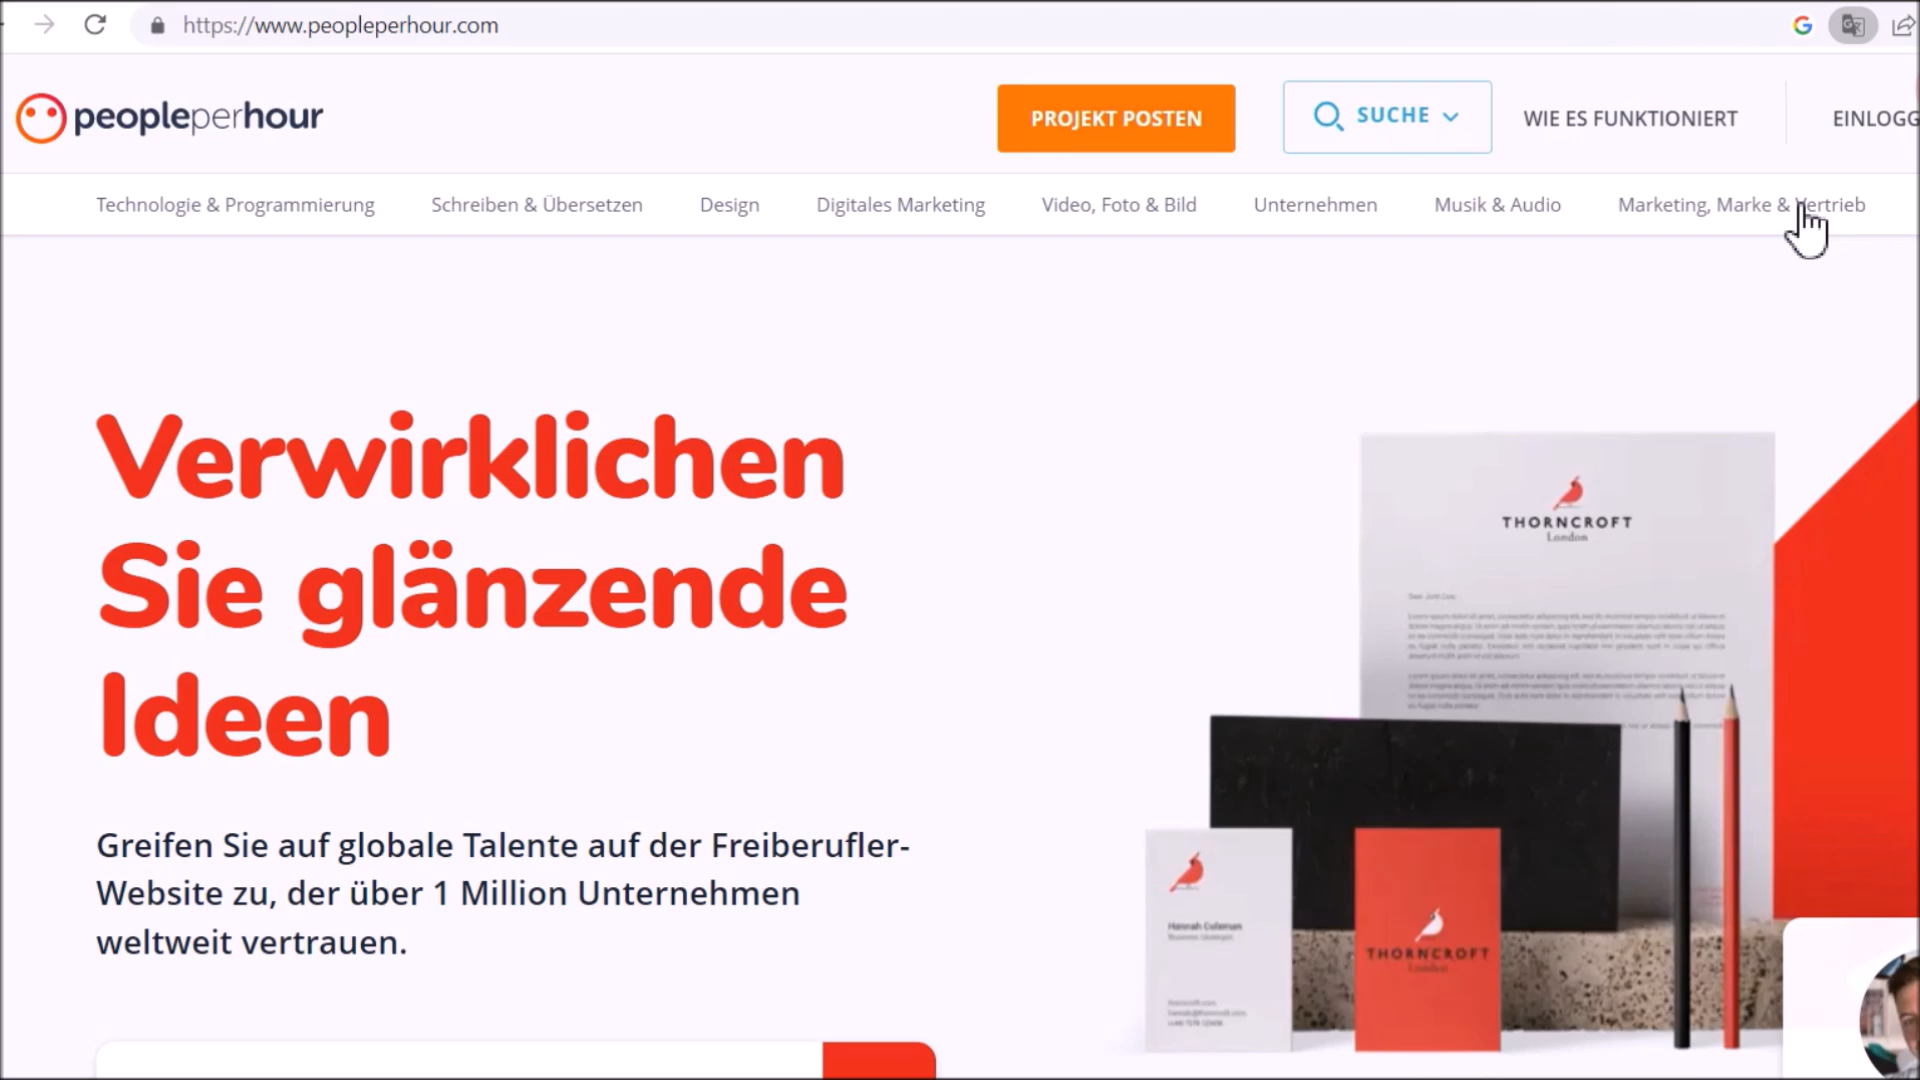 https://www.peopleperhour.com
peopleperhour
PROJEKT POSTEN
SUCHE
WIE ES FUNKTIONIERT
EINLOGG
Technologie & Programmierung
Schreiben & Übersetzen
Design
Digitales Marketing
Video, Foto & Bild
Unternehmen
Musik & Audio
Marketing, Marke & Vertrieb
Verwirklichen
Sie glänzende
Ideen
Greifen Sie auf globale Talente auf der Freiberufler-
Website zu, der über 1 Million Unternehmen
weltweit vertrauen.
THORNCROFT
London
Hannah Coleman
THORNCROFT
London